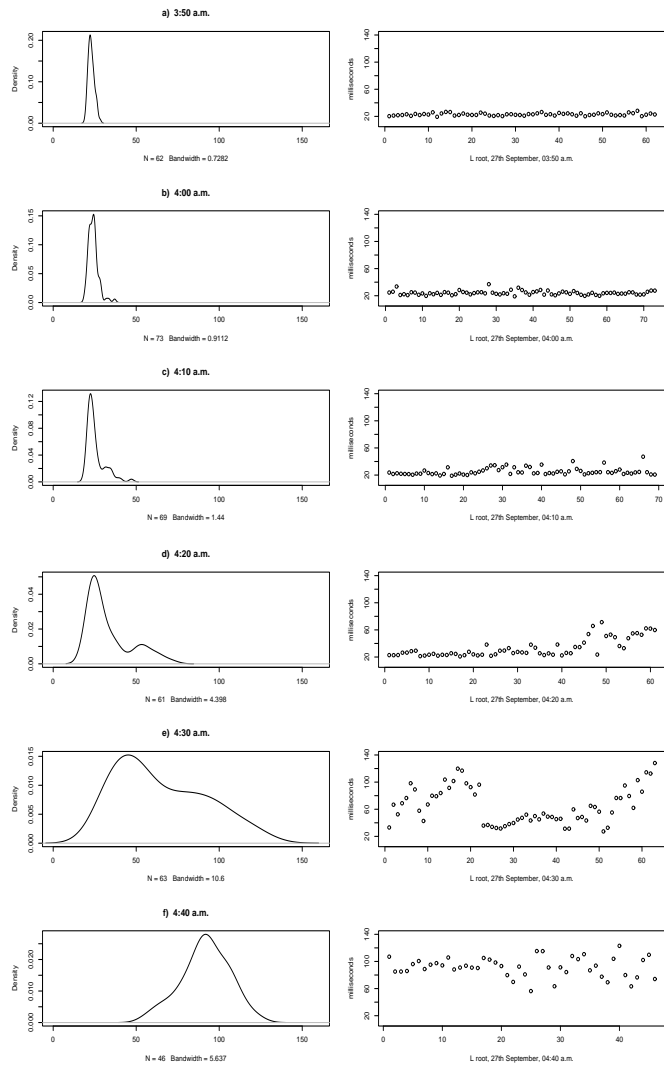 a) 3:50 a.m.
Density
0.00 0.10 0.20
0 50 100 150
N = 62 Bandwidth = 0.7282
milliseconds
20 60 100 140
0 10 20 30 40 50 60
L root, 27th September, 03:50 a.m.
b) 4:00 a.m.
Density
0.00 0.05 0.10 0.15
0 50 100 150
N = 73 Bandwidth = 0.9112
milliseconds
20 60 100 140
0 10 20 30 40 50 60 70
L root, 27th September, 04:00 a.m.
c) 4:10 a.m.
Density
0.00 0.04 0.08 0.12
0 50 100 150
N = 69 Bandwidth = 1.44
milliseconds
20 60 100 140
0 10 20 30 40 50 60 70
L root, 27th September, 04:10 a.m.
d) 4:20 a.m.
Density
0.00 0.02 0.04
0 50 100 150
N = 61 Bandwidth = 4.398
milliseconds
20 60 100 140
0 10 20 30 40 50 60
L root, 27th September, 04:20 a.m.
e) 4:30 a.m.
Density
0.000 0.005 0.010 0.015
0 50 100 150
N = 63 Bandwidth = 10.6
milliseconds
20 60 100 140
0 10 20 30 40 50 60
L root, 27th September, 04:30 a.m.
f) 4:40 a.m.
Density
0.000 0.010 0.020
0 50 100 150
N = 46 Bandwidth = 5.637
milliseconds
20 60 100 140
0 10 20 30 40
L root, 27th September, 04:40 a.m.